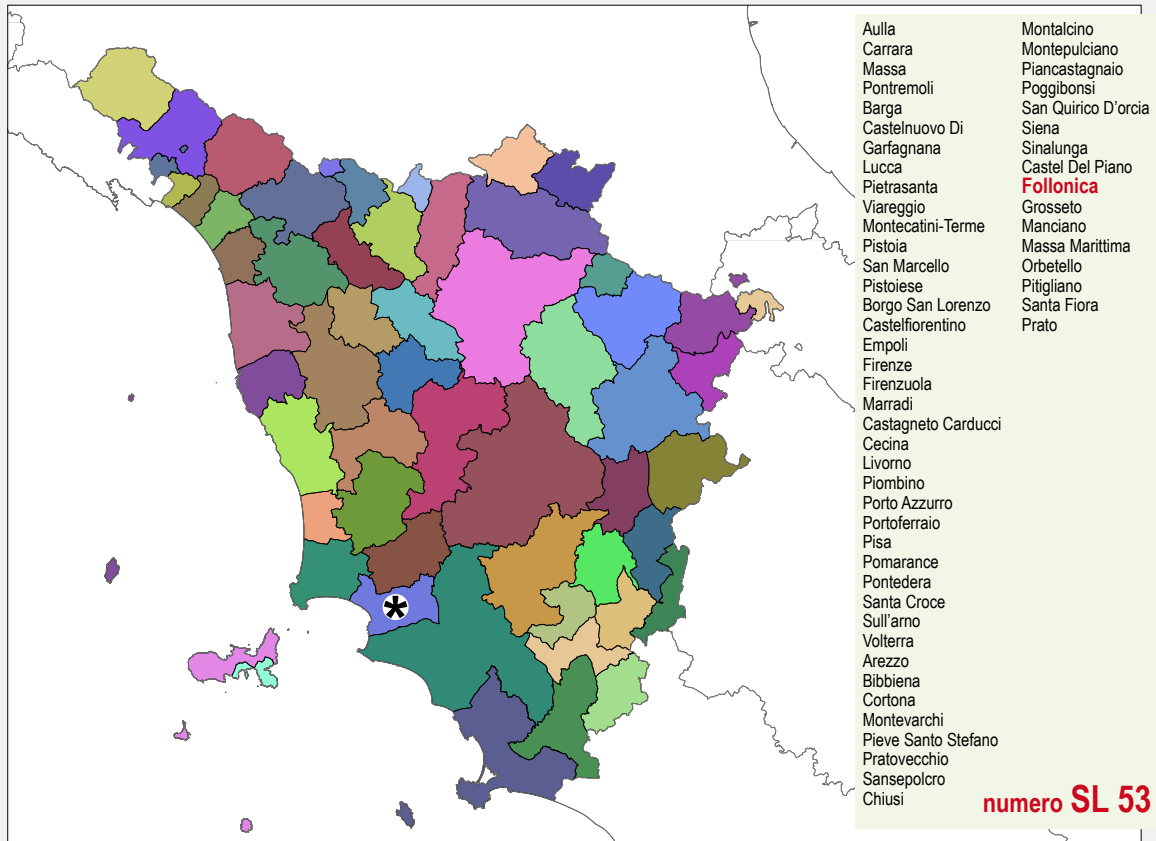 Aulla
Carrara
Massa
Pontremoli
Barga
Castelnuovo Di
Garfagnana
Lucca
Pietrasanta
Viareggio
Montecatini-Terme
Pistoia
San Marcello
Pistoiese
Borgo San Lorenzo
Castelfiorentino
Empoli
Firenze
Firenzuola
Marradi
Castagneto Carducci
Cecina
Livorno
Piombino
Porto Azzurro
Portoferraio
Pisa
Pomarance
Pontedera
Santa Croce
Sull'arno
Volterra
Arezzo
Bibbiena
Cortona
Montevarchi
Pieve Santo Stefano
Pratovecchio
Sansepolcro
Chiusi
Montalcino
Montepulciano
Piancastagnaio
Poggibonsi
San Quirico D'orcia
Siena
Sinalunga
Castel Del Piano
Follonica
Grosseto
Manciano
Massa Marittima
Orbetello
Pitigliano
Santa Fiora
Prato
numero SL 53
*